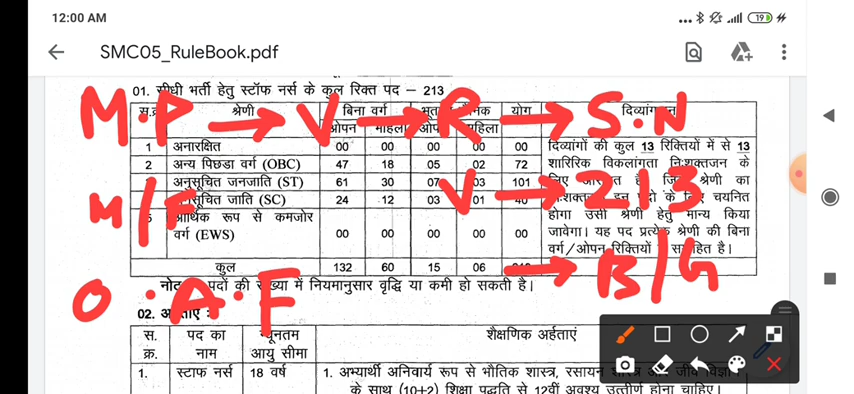 12:00 AM
19
SMC05_RuleBook.pdf
01. सीधी भर्ती हेतु स्टॉफ नर्स के कुल रिक्त पद – 213
श्रेणी बिना वर्ग योग
ओपन महिला
1 अनारक्षित 00 00 00 00 00
2 अन्य पिछडा वर्ग (OBC) 47 18 05 02 72
अनुसूचित जनजाति (ST) 61 30 07 03 101
जाति (SC) 24 12 03 01 40
आर्थिक रूप से कमजोर वर्ग (EWS) 00 00 00 00 00
कुल 132 60 15 06
दिव्यांगों की कुल 13 रिक्तियों में से 13
शारिरिक विकलांगता निःशक्तजन के
श्रेणी का
चयनित
होगा उसी श्रेणी हेतु मान्य किया
जावेगा। यह पद प्रत्येक श्रेणी की बिना
वर्ग/ओपन रिक्तियों
M.P → V → R → S.N
M/F V → 213
O.A.F → B/G
पदों की संख्या में नियमानुसार वृद्धि या कमी हो सकती है।
02.
स. क्र. पद का नाम न्यूनतम आयु सीमा शैक्षणिक अर्हताएं
1. स्टाफ नर्स 18 वर्ष 1. अभ्यार्थी अनिवार्य रूप से भौतिक शास्त्र, रसायन
के साथ (10+2) शिक्षा पद्धति से 12वीं अवश्य उत्तीर्ण होना चाहिए।